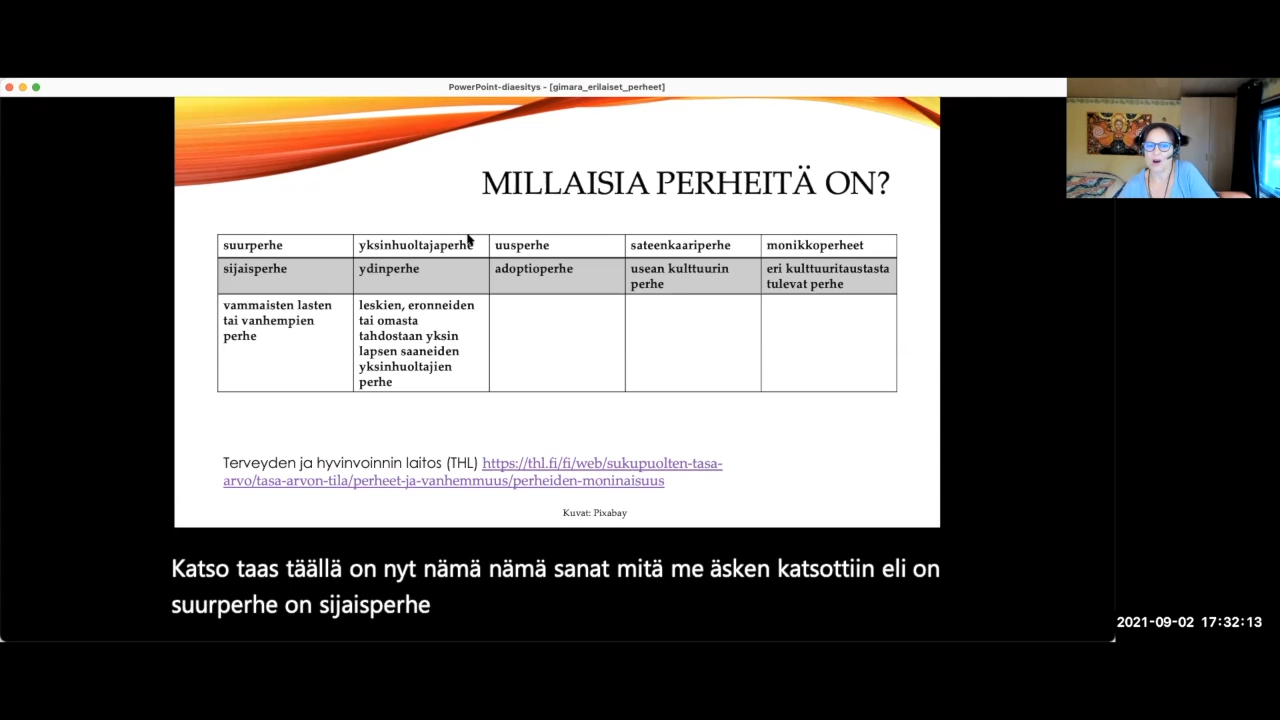 PowerPoint-diaesitys - [gimara_erilaiset_perheet]
MILLAISIA PERHEITÄ ON?
suurperhe
yksinhuoltajaperhe
uusperhe
sateenkaariperhe
monikkoperheet
sijaisperhe
ydinperhe
adoptioperhe
usean kulttuurin
perhe
eri kulttuuritaustasta
tulevat perhe
vammaisten lasten
tai vanhempien
perhe
leskien, eronneiden
tai omasta
tahdostaan yksin
lapsen saaneiden
yksinhuoltajien
perhe
Terveyden ja hyvinvoinnin laitos (THL) https://thl.fi/fi/web/sukupuolten-tasa-
arvo/tasa-arvon-tila/perheet-ja-vanhemmuus/perheiden-moninaisuus
Kuvat: Pixabay
Katso taas täällä on nyt nämä nämä sanat mitä me äsken katsottiin eli on
suurperhe on sijaisperhe
2021-09-02 17:32:13